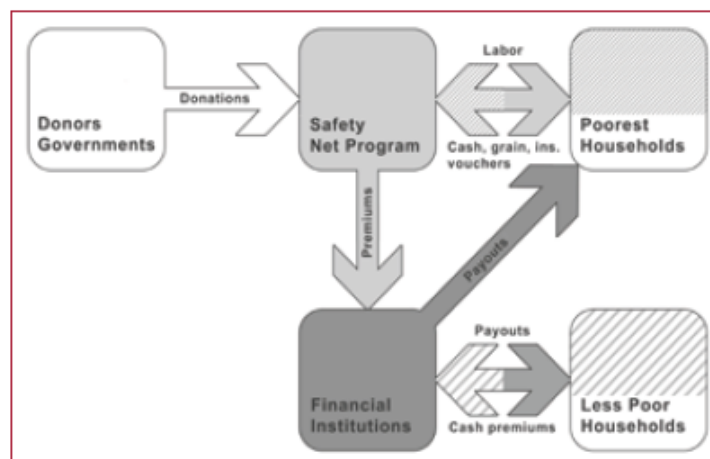 Donors
Governments
Donations
Safety
Net Program
Labor
Cash, grain, ins.
vouchers
Poorest
Households
Premiums
Payouts
Financial
Institutions
Payouts
Cash premiums
Less Poor
Households